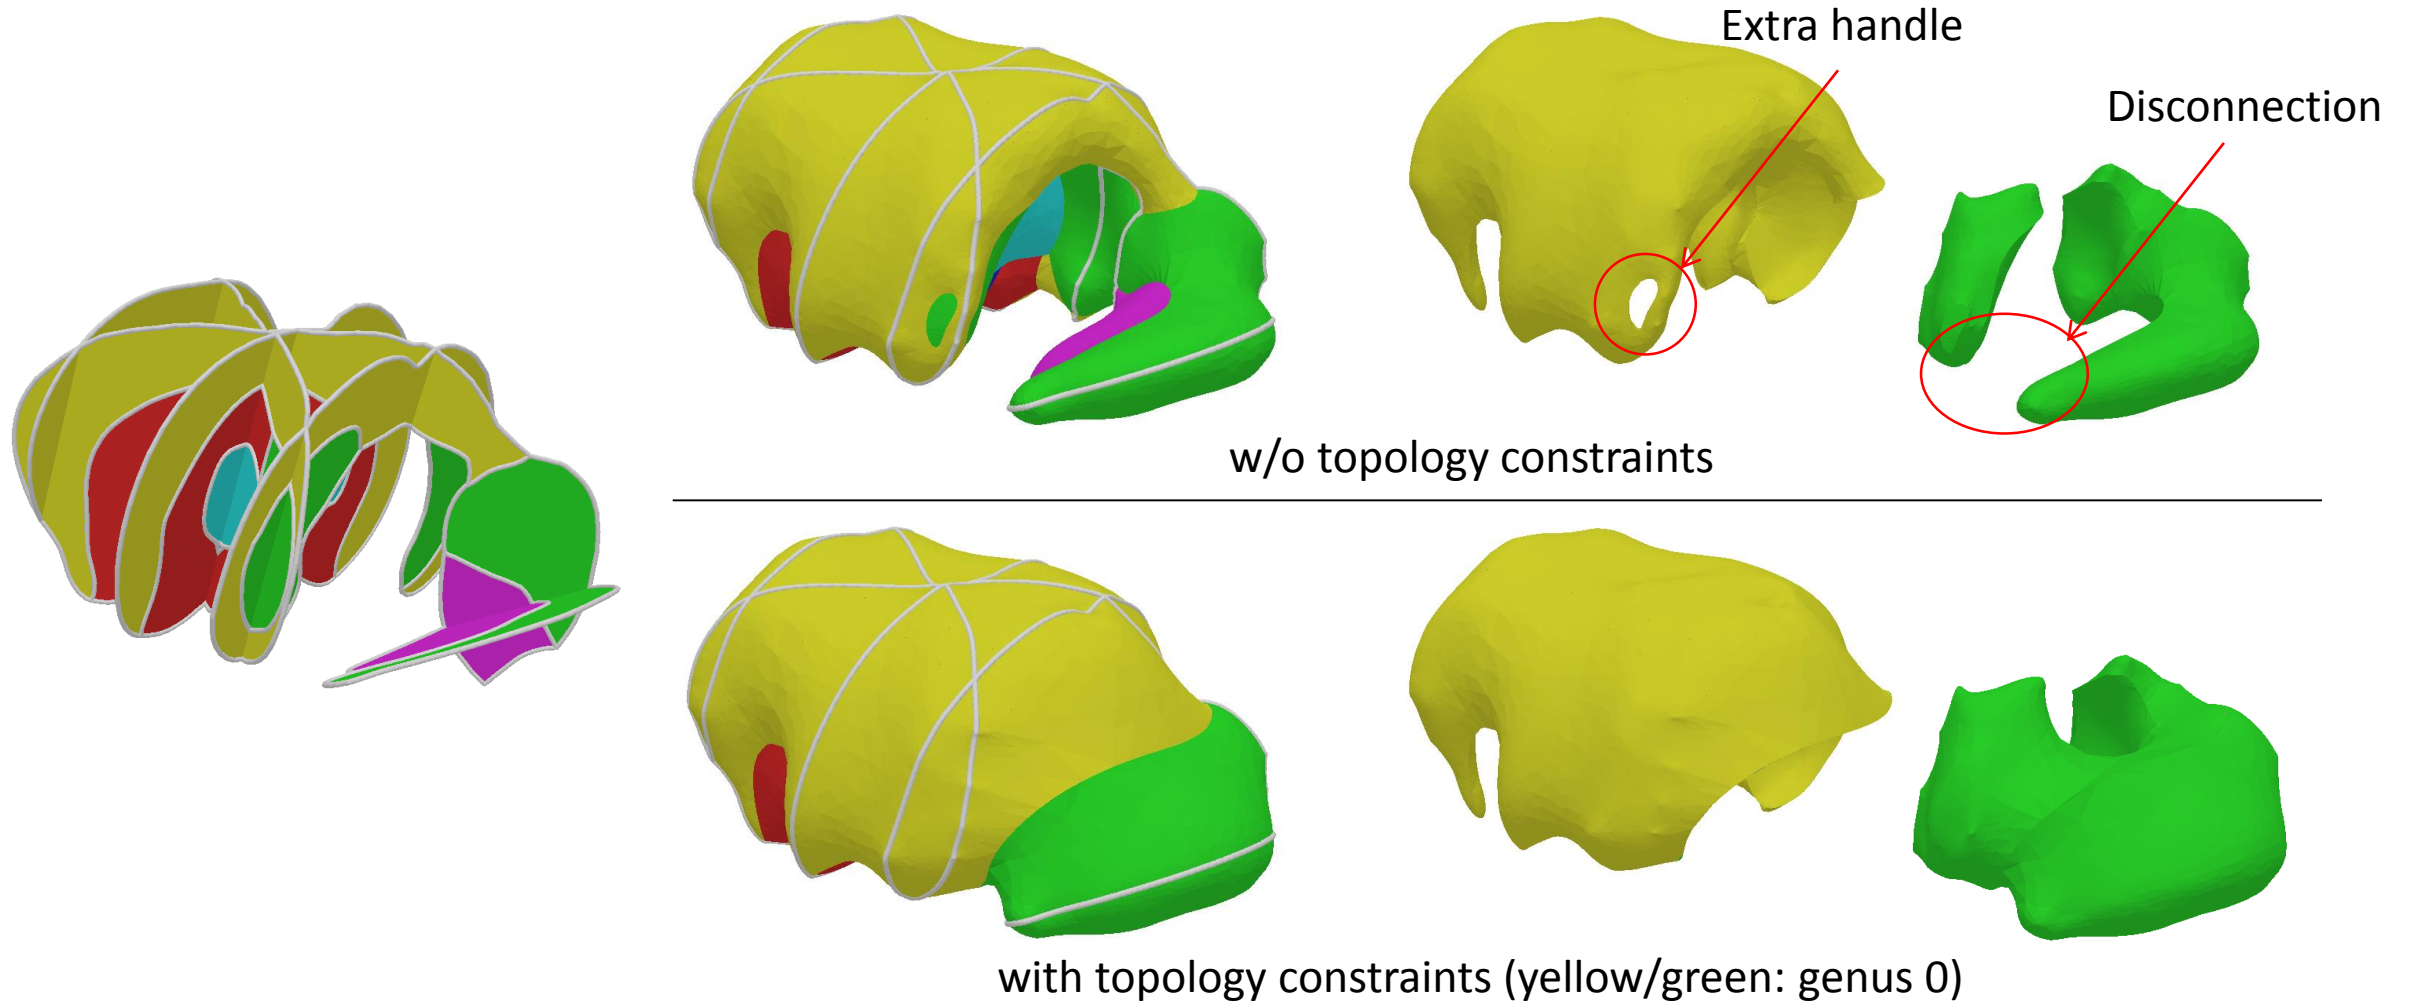 Extra handle
Disconnection
w/o topology constraints
with topology constraints (yellow/green: genus 0)